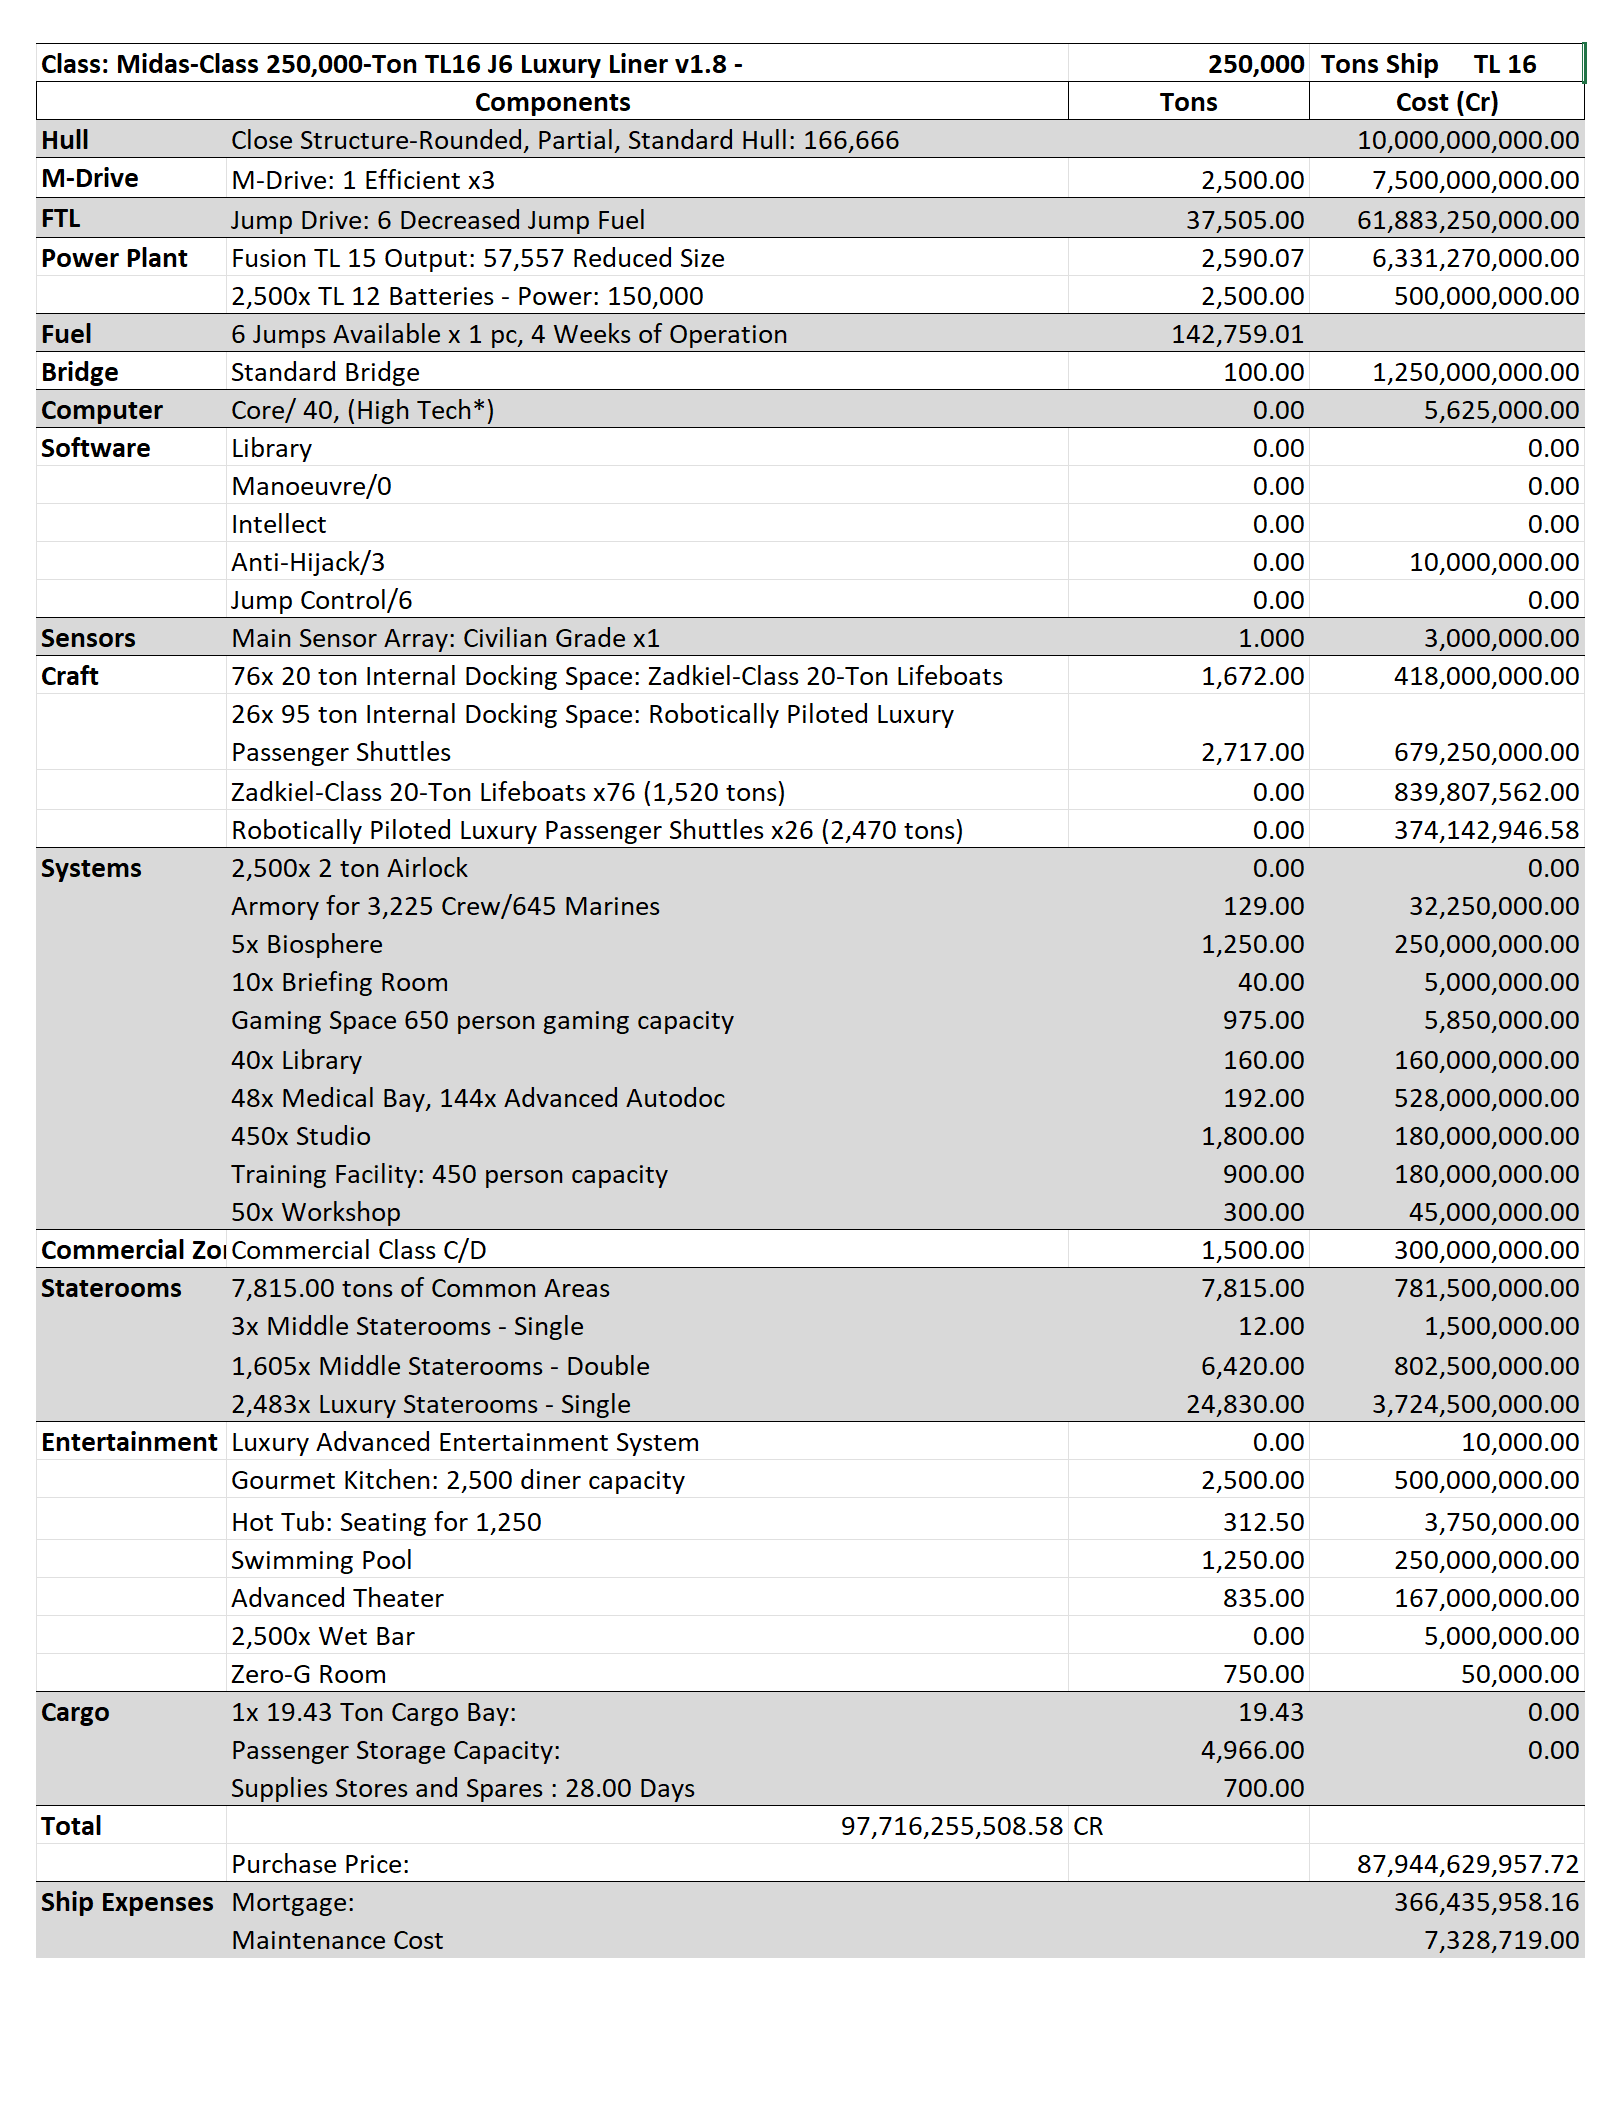 Class: Midas-Class 250,000-Ton TL16 J6 Luxury Liner v1.8 - 250,000 Tons Ship TL 16
Components Tons Cost (Cr)
Hull Close Structure-Rounded, Partial, Standard Hull: 166,666 10,000,000,000.00
M-Drive M-Drive: 1 Efficient x3 2,500.00 7,500,000,000.00
FTL Jump Drive: 6 Decreased Jump Fuel 37,505.00 61,883,250,000.00
Power Plant Fusion TL 15 Output: 57,557 Reduced Size 2,590.07 6,331,270,000.00
2,500x TL 12 Batteries - Power: 150,000 2,500.00 500,000,000.00
Fuel 6 Jumps Available x 1 pc, 4 Weeks of Operation 142,759.01
Bridge Standard Bridge 100.00 1,250,000,000.00
Computer Core/ 40, (High Tech*) 0.00 5,625,000.00
Software Library 0.00 0.00
Manoeuvre/0 0.00 0.00
Intellect 0.00 0.00
Anti-Hijack/3 0.00 10,000,000.00
Jump Control/6 0.00 0.00
Sensors Main Sensor Array: Civilian Grade x1 1.000 3,000,000.00
Craft 76x 20 ton Internal Docking Space: Zadkiel-Class 20-Ton Lifeboats 1,672.00 418,000,000.00
26x 95 ton Internal Docking Space: Robotically Piloted Luxury
Passenger Shuttles 2,717.00 679,250,000.00
Zadkiel-Class 20-Ton Lifeboats x76 (1,520 tons) 0.00 839,807,562.00
Robotically Piloted Luxury Passenger Shuttles x26 (2,470 tons) 0.00 374,142,946.58
Systems 2,500x 2 ton Airlock 0.00 0.00
Armory for 3,225 Crew/645 Marines 129.00 32,250,000.00
5x Biosphere 1,250.00 250,000,000.00
10x Briefing Room 40.00 5,000,000.00
Gaming Space 650 person gaming capacity 975.00 5,850,000.00
40x Library 160.00 160,000,000.00
48x Medical Bay, 144x Advanced Autodoc 192.00 528,000,000.00
450x Studio 1,800.00 180,000,000.00
Training Facility: 450 person capacity 900.00 180,000,000.00
50x Workshop 300.00 45,000,000.00
Commercial Zo Commercial Class C/D 1,500.00 300,000,000.00
Staterooms 7,815.00 tons of Common Areas 7,815.00 781,500,000.00
3x Middle Staterooms - Single 12.00 1,500,000.00
1,605x Middle Staterooms - Double 6,420.00 802,500,000.00
2,483x Luxury Staterooms - Single 24,830.00 3,724,500,000.00
Entertainment Luxury Advanced Entertainment System 0.00 10,000.00
Gourmet Kitchen: 2,500 diner capacity 2,500.00 500,000,000.00
Hot Tub: Seating for 1,250 312.50 3,750,000.00
Swimming Pool 1,250.00 250,000,000.00
Advanced Theater 835.00 167,000,000.00
2,500x Wet Bar 0.00 5,000,000.00
Zero-G Room 750.00 50,000.00
Cargo 1x 19.43 Ton Cargo Bay: 19.43 0.00
Passenger Storage Capacity: 4,966.00 0.00
Supplies Stores and Spares : 28.00 Days 700.00
Total 97,716,255,508.58 CR
Purchase Price: 87,944,629,957.72
Ship Expenses Mortgage: 366,435,958.16
Maintenance Cost 7,328,719.00